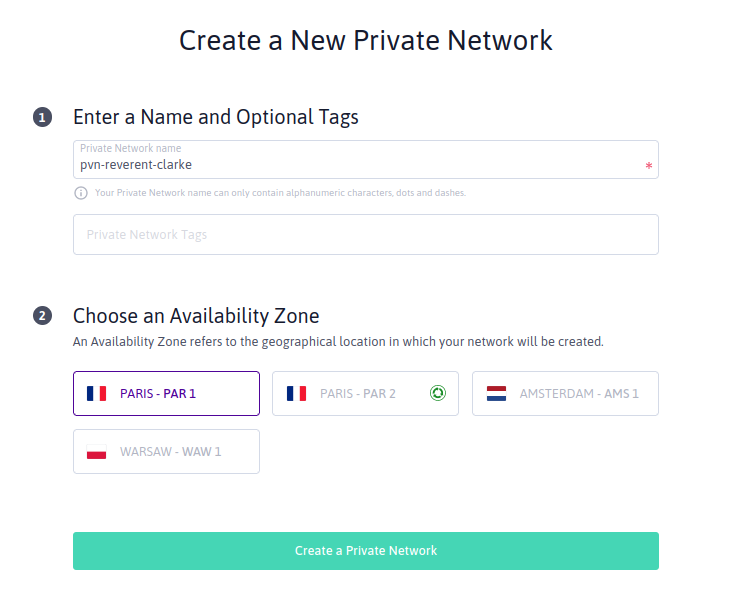 Create a New Private Network
1
Enter a Name and Optional Tags
Private Network name
pvn-reverent-clarke
*
Your Private Network name can only contain alphanumeric characters, dots and dashes.
Private Network Tags
2
Choose an Availability Zone
An Availability Zone refers to the geographical location in which your network will be created.
PARIS - PAR 1
PARIS - PAR 2
AMSTERDAM - AMS 1
WARSAW - WAW 1
Create a Private Network